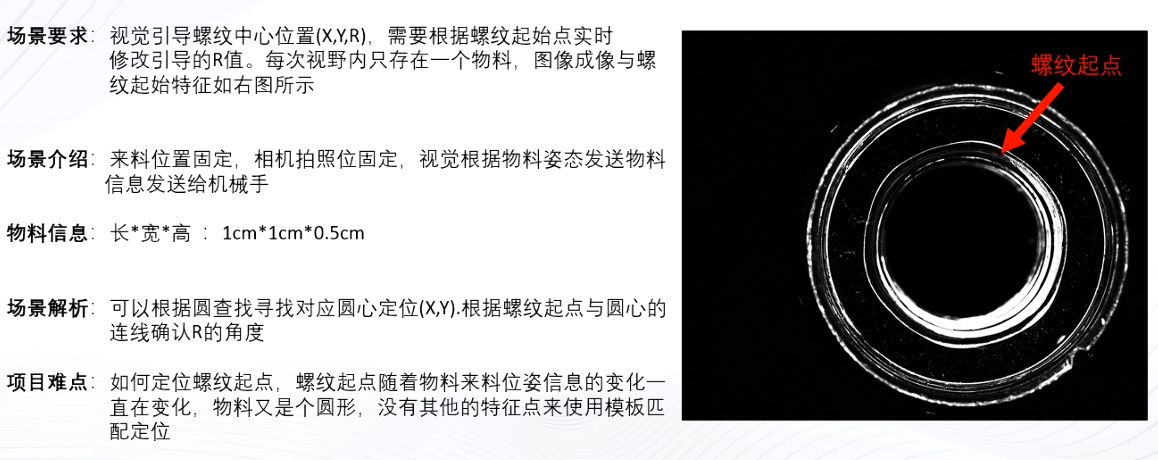 场景要求：视觉引导螺纹中心位置(X,Y,R)，需要根据螺纹起始点实时
修改引导的R值。每次视野内只存在一个物料，图像成像与螺
纹起始特征如右图所示
螺纹起点
场景介绍：来料位置固定，相机拍照位固定，视觉根据物料姿态发送物料
信息发送给机械手
物料信息：长*宽*高 ：1cm*1cm*0.5cm
场景解析：可以根据圆查找寻找对应圆心定位(X,Y).根据螺纹起点与圆心的
连线确认R的角度
项目难点：如何定位螺纹起点，螺纹起点随着物料来料位姿信息的变化一
直在变化，物料又是个圆形，没有其他的特征点来使用模板匹
配定位